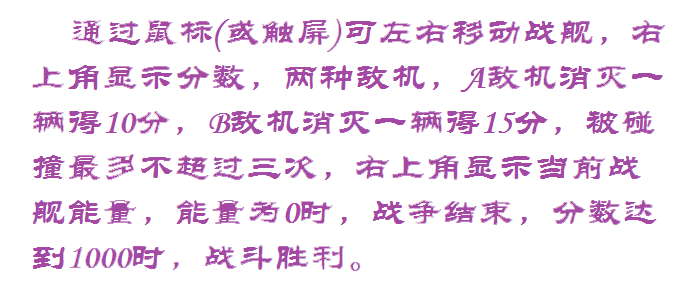 通过鼠标(或触屏)可左右移动战舰，右
上角显示分数，两种敌机，A敌机消灭一
辆得10分，B敌机消灭一辆得15分，被碰
撞最多不超过三次，右上角显示当前战
舰能量，能量为0时，战争结束，分数达
到1000时，战斗胜利。